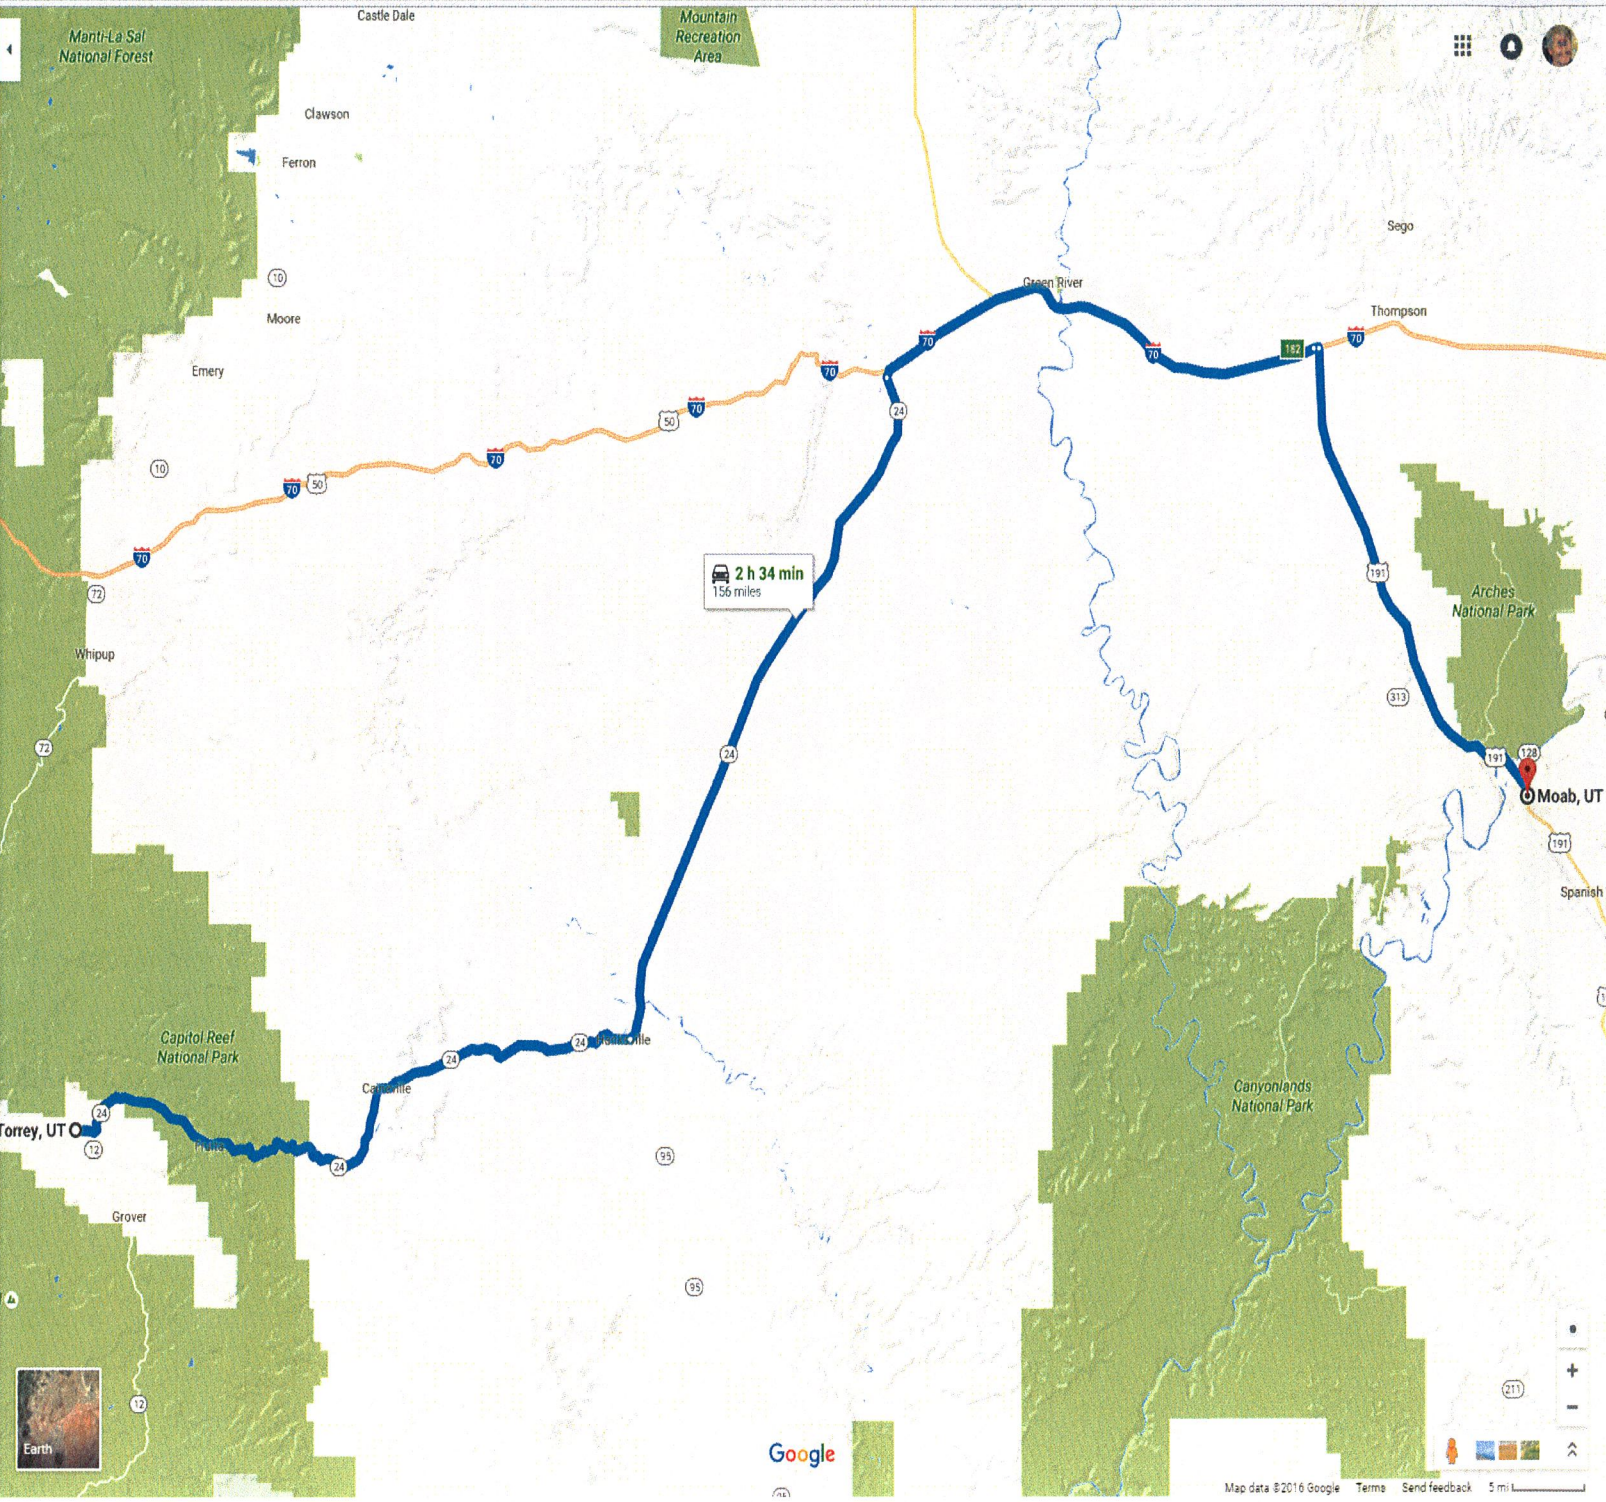 Castle Dale
Mountain
Recreation
Area
Manti-La Sal
National Forest
Clawson
Ferron
Sego
10
Green River
Moore
Thompson
70
70
182
70
70
Emery
24
70
50
10
70
50
70
70
191
2 h 34 min
156 miles
72
Arches
National Park
Whipup
313
72
24
191
128
Moab, UT
191
Spanish
Capitol Reef
National Park
24
24
Canyonlands
National Park
24
Torrey, UT
12
95
24
Grover
95
211
12
Earth
Google
Map data ©2016 Google
Terms
Send feedback
5 mi